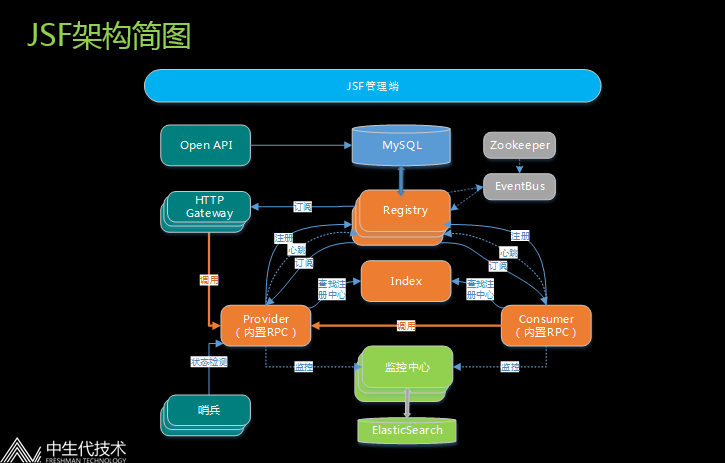 JSF架构简图
JSF管理端
Open API
MySQL
Zookeeper
EventBus
HTTP
Gateway
订阅
Registry
注册
心跳
订阅
注册
心跳
订阅
调用
查找注
册中心
Index
查找注
册中心
Provider
（内置RPC）
调用
Consumer
（内置RPC）
状态检测
监控
监控中心
监控
哨兵
ElasticSearch
中生代技术
FRESHMAN TECHNOLOGY